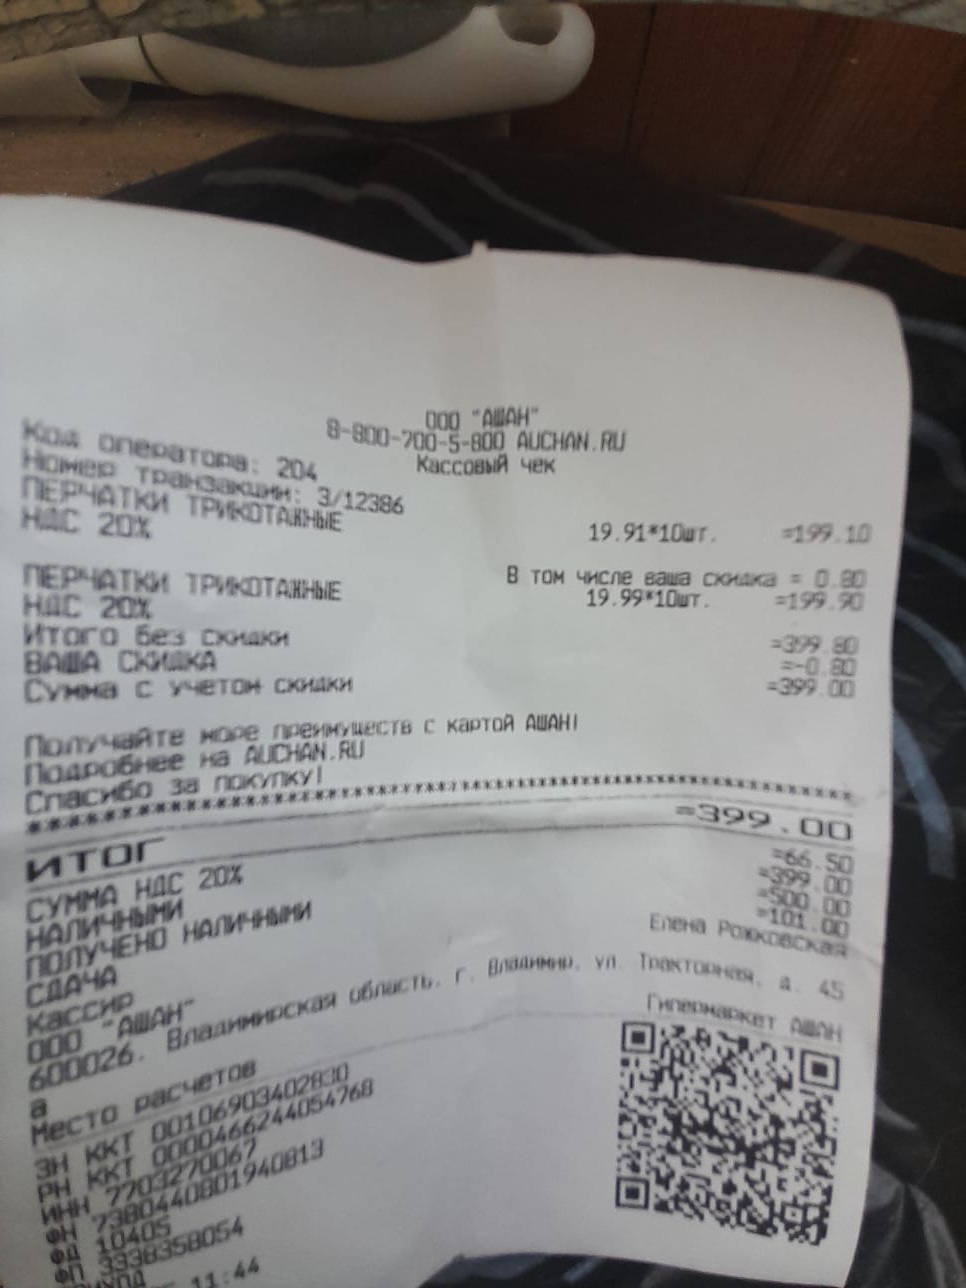 ООО "АШАН"
8-800-700-5-800 AUCHAN.RU
Кассовый чек
Код оператора: 204
Номер транзакции: 3/12386
ПЕРЧАТКИ ТРИКОТАЖНЫЕ
НДС 20% 19.91*10шт. =199.10
В том числе ваша скидка = 0.80
ПЕРЧАТКИ ТРИКОТАЖНЫЕ
НДС 20% 19.99*10шт. =199.90
Итого без скидки =399.80
ВАША СКИДКА =-0.80
Сумма с учетом скидки =399.00
Получайте море преимуществ с картой АШАН!
Подробнее на AUCHAN.RU
Спасибо за покупку!
ИТОГ =399.00
СУММА НДС 20% =66.50
НАЛИЧНЫМИ =399.00
ПОЛУЧЕНО НАЛИЧНЫМИ =500.00
СДАЧА =101.00
Кассир Елена Рожковская
ООО "АШАН"
600026, Владимирская область, г. Владимир, ул. Тракторная, д. 45
а
Место расчетов Гипермаркет АШАН
ЗН ККТ 00106903402830
РН ККТ 0000466244054768
ИНН 7703270067
ФН 7380440801940813
ФД 10405
ФП 3338358054
11:44